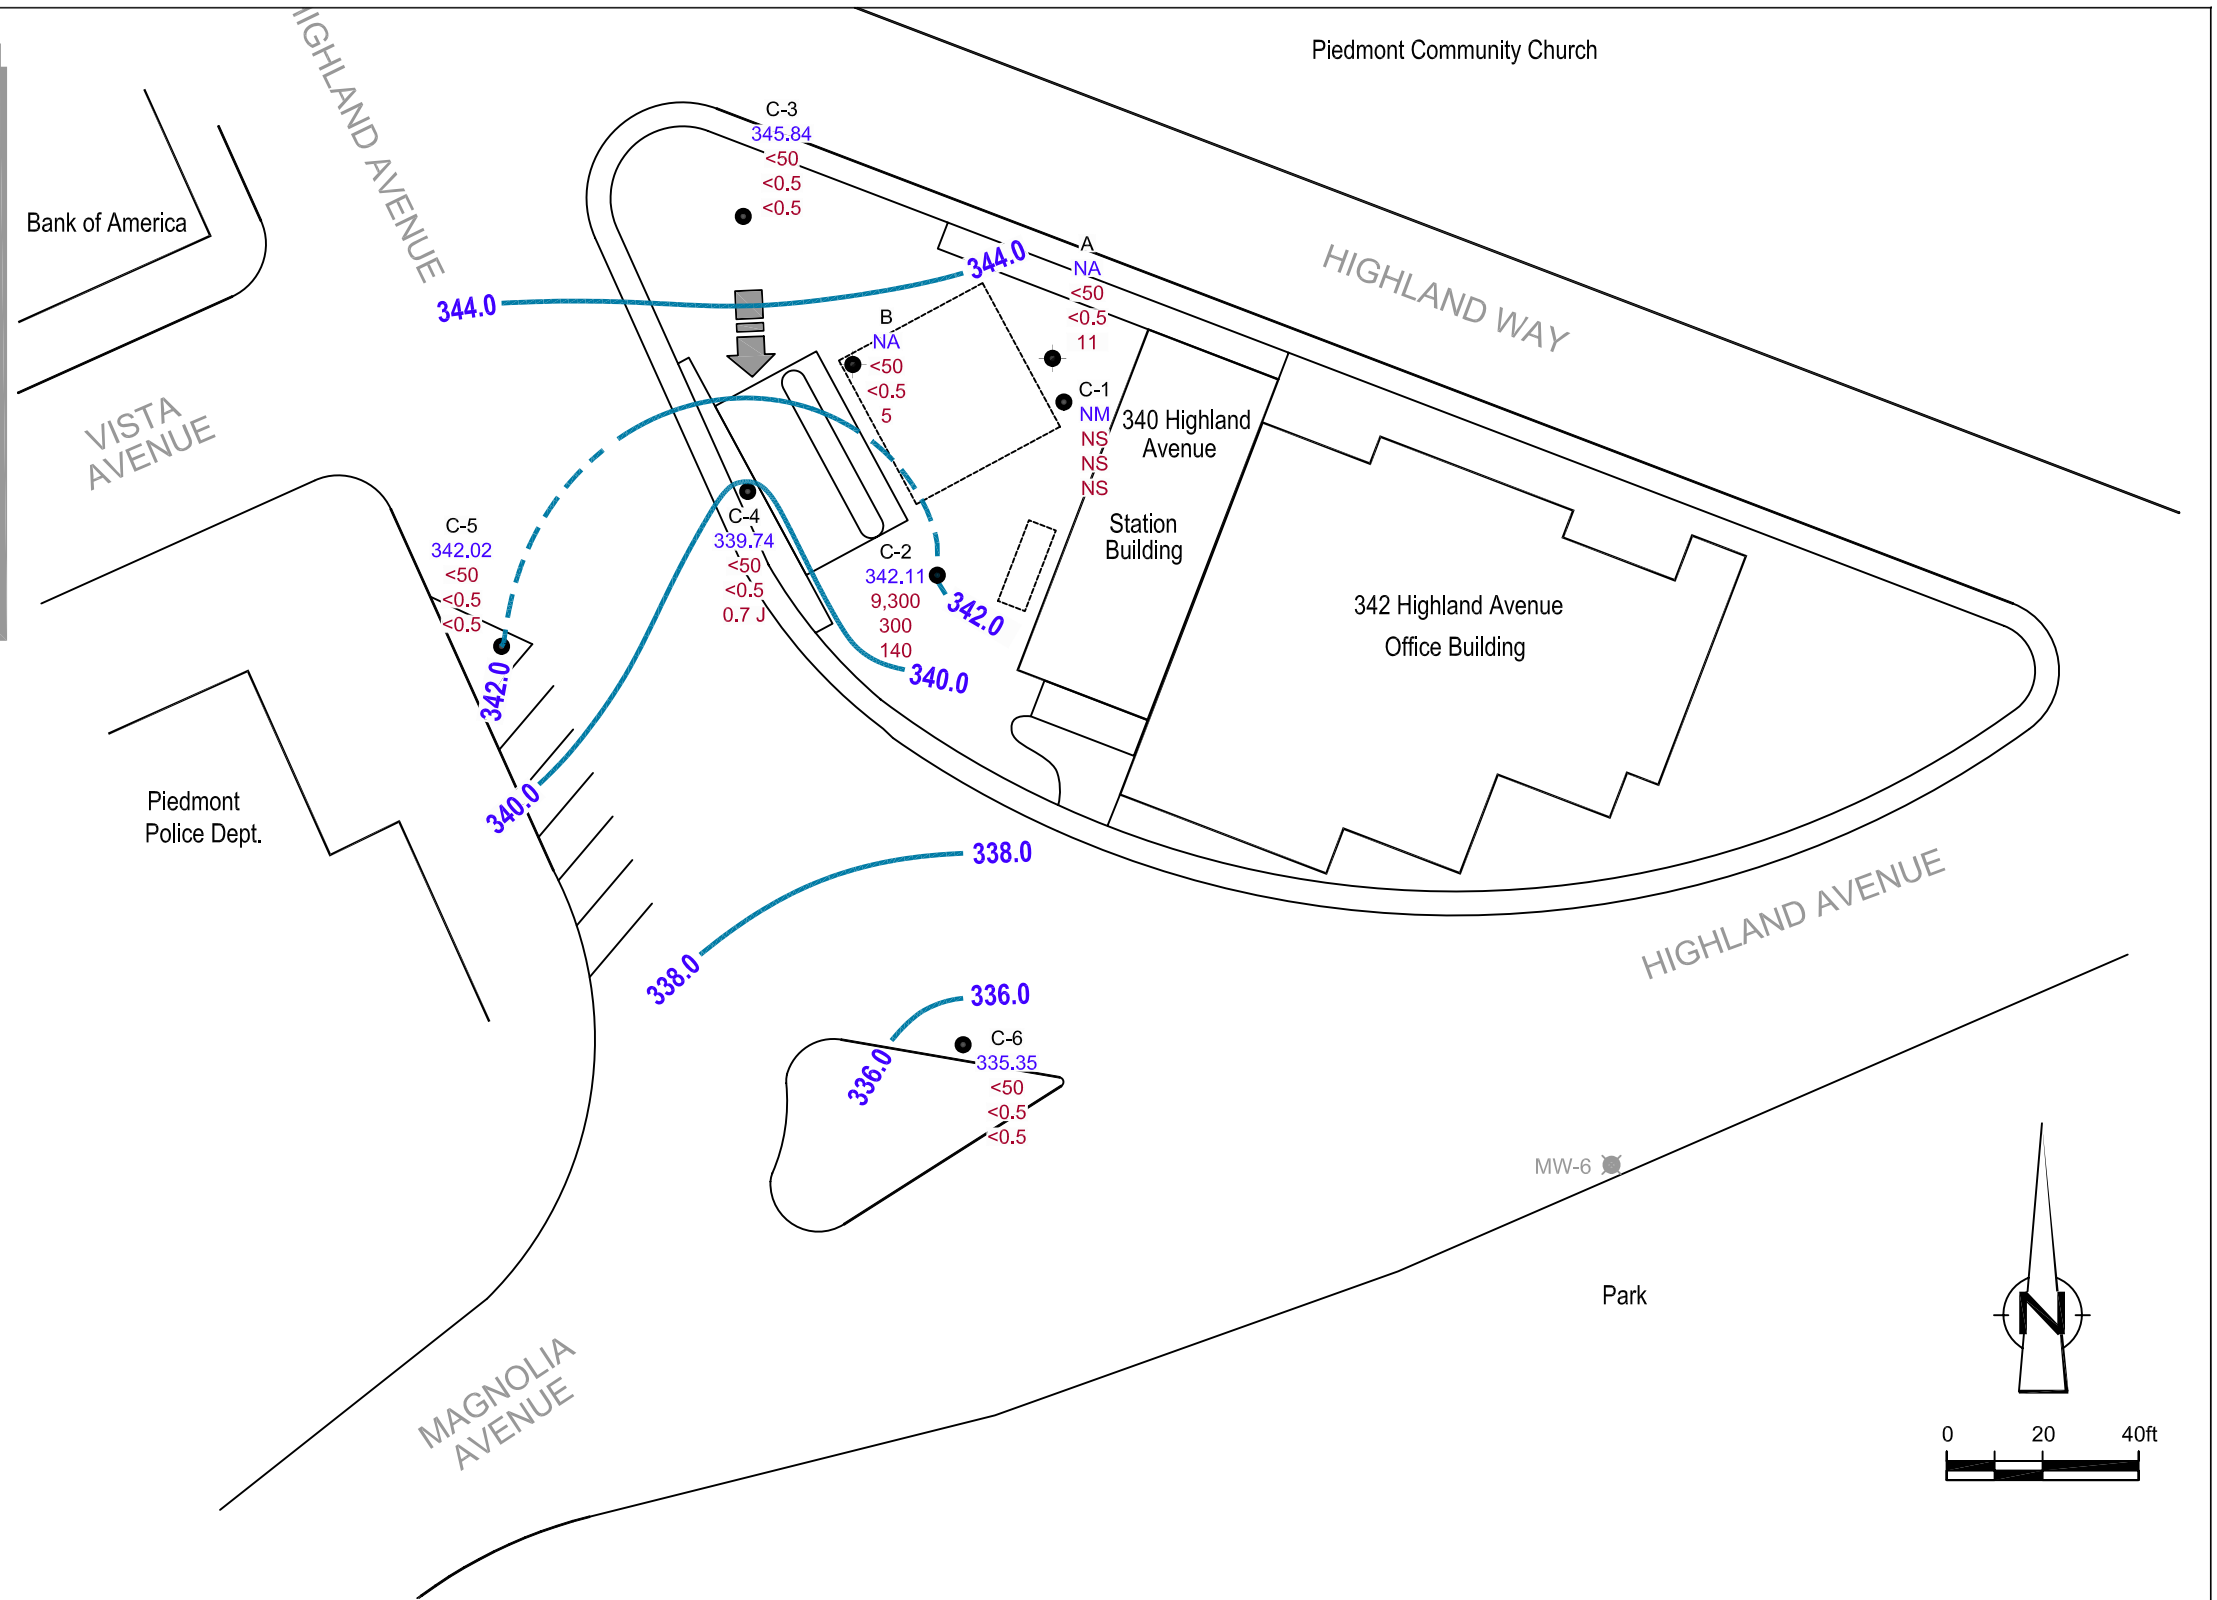 Piedmont Community Church
HIGHLAND AVENUE
C-3
345.84
<50
<0.5
<0.5
Bank of America
HIGHLAND WAY
344.0
344.0
A
NA
<50
<0.5
11
B
NA
<50
<0.5
5
C-1
NM
NS
NS
NS
340 Highland
Avenue
VISTA
AVENUE
Station
Building
C-5
342.02
<50
<0.5
<0.5
C-4
339.74
<50
<0.5
0.7 J
C-2
342.11
9,300
300
140
342.0
342.0
342 Highland Avenue
Office Building
340.0
340.0
Piedmont
Police Dept.
338.0
338.0
HIGHLAND AVENUE
336.0
336.0
C-6
335.35
<50
<0.5
<0.5
MW-6
Park
N
MAGNOLIA
AVENUE
0 20 40ft